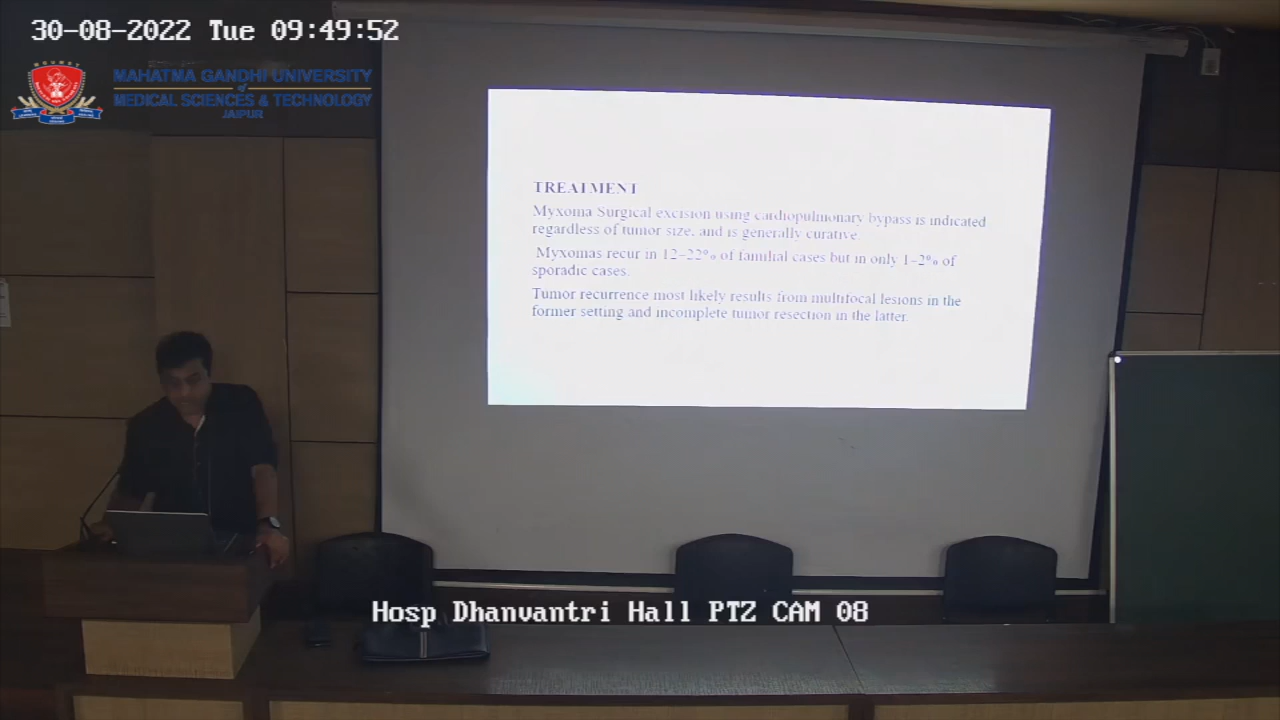 30-08-2022 Tue 09:49:52
MAHATMA GANDHI UNIVERSITY
of
MEDICAL SCIENCES & TECHNOLOGY
JAIPUR
TREATMENT
Myxoma Surgical excision using cardiopulmonary bypass is indicated
regardless of tumor size, and is generally curative.
Myxomas recur in 12–22% of familial cases but in only 1–2% of
sporadic cases.
Tumor recurrence most likely results from multifocal lesions in the
former setting and incomplete tumor resection in the latter.
Hosp Dhanvantri Hall PTZ CAM 08